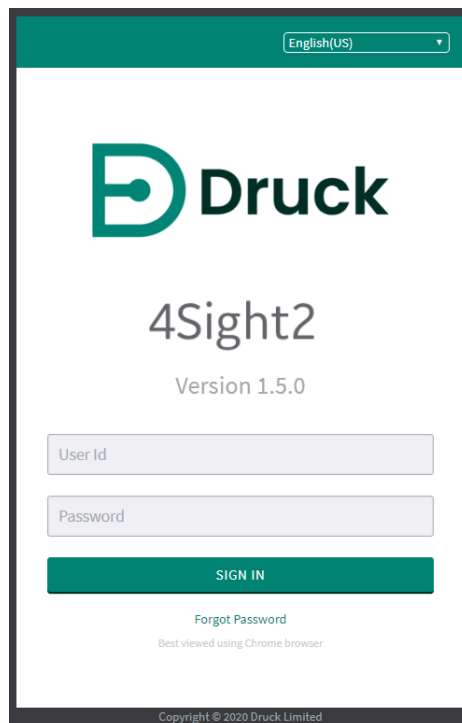 English(US)
Druck
4Sight2
Version 1.5.0
User Id
Password
SIGN IN
Forgot Password
Best viewed using Chrome browser
Copyright © 2020 Druck Limited